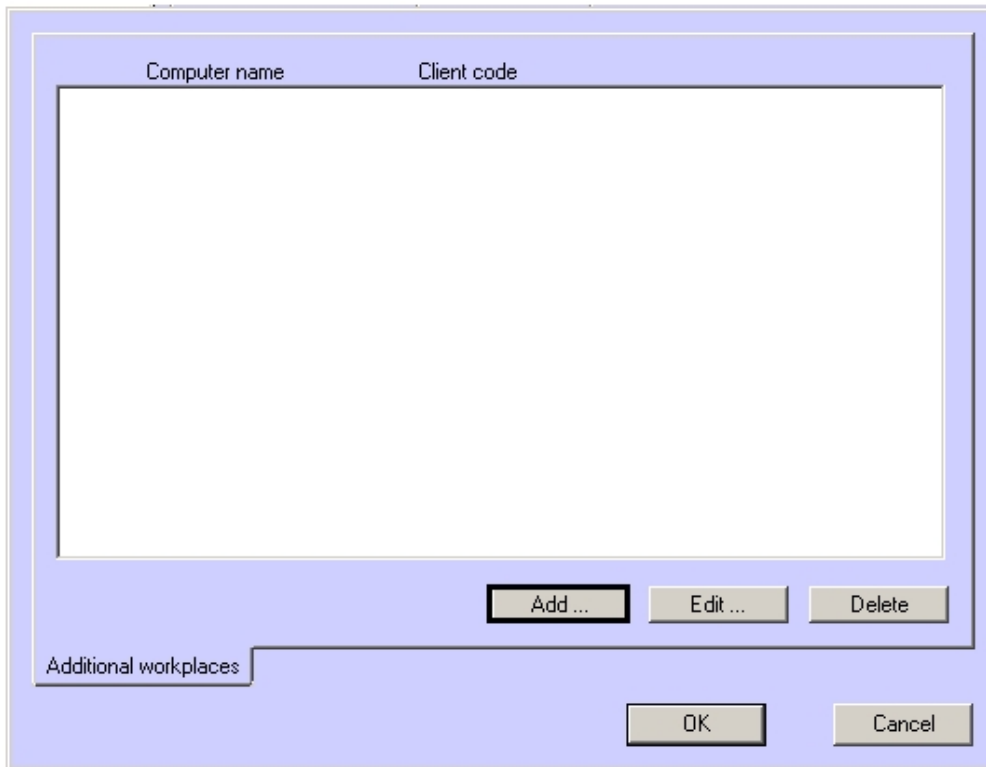 Computer name Client code
Add ... Edit ... Delete
Additional workplaces
OK Cancel